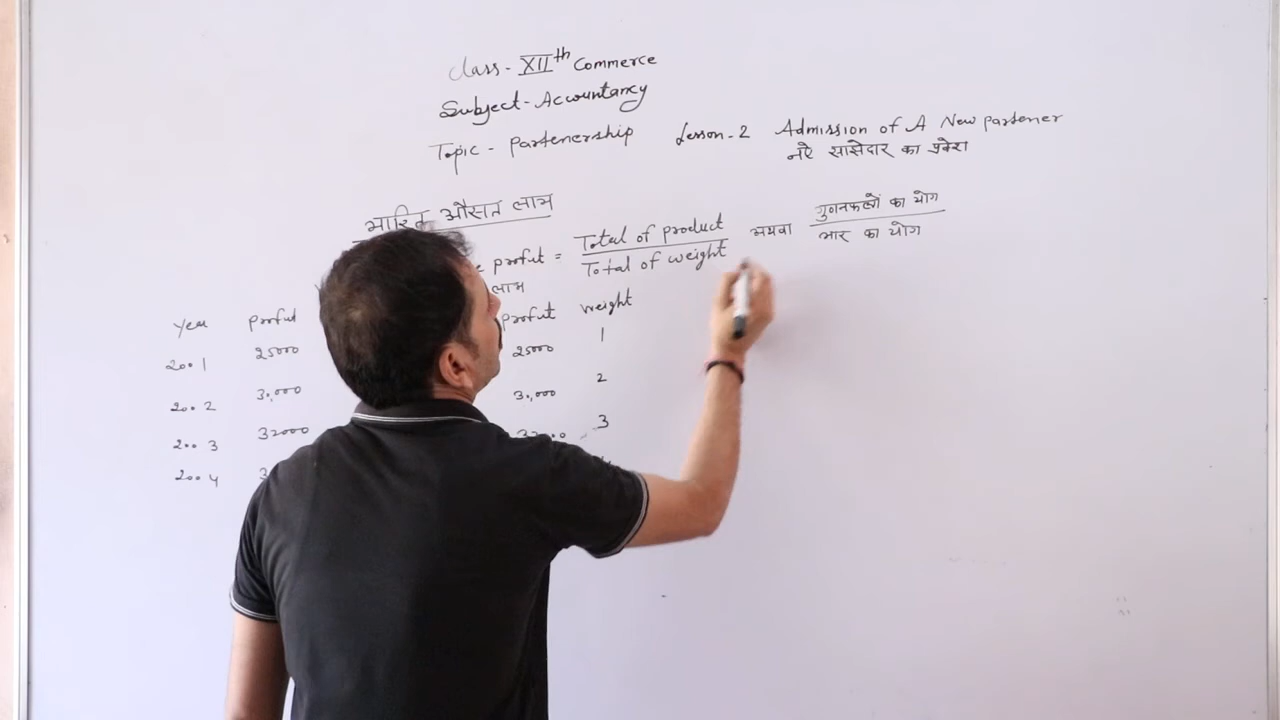 Class - XIIth Commerce
Subject - Accountancy
Topic - Partenership Lesson - 2 Admission of A New Partener
नऐ साझेदार का प्रवेश
भारित औसत लाभ
profit = Total of product / Total of weight अथवा गुणनफलों का योग / भार का योग
लाभ
Year profit profit weight
2001 25000 25000 1
2002 30,000 30,000 2
2003 32000 3
2004